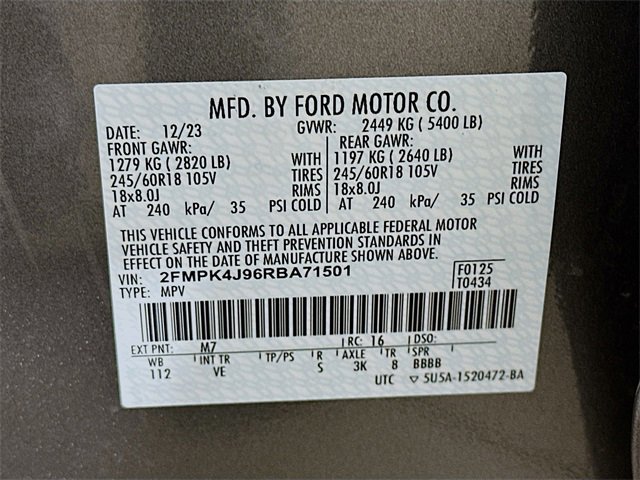 MFD. BY FORD MOTOR CO.
DATE: 12/23 GVWR: 2449 KG ( 5400 LB)
FRONT GAWR: REAR GAWR:
1279 KG ( 2820 LB) WITH 1197 KG ( 2640 LB) WITH
245/60R18 105V TIRES 245/60R18 105V TIRES
18x8.0J RIMS 18x8.0J RIMS
AT 240 kPa/ 35 PSI COLD AT 240 kPa/ 35 PSI COLD
THIS VEHICLE CONFORMS TO ALL APPLICABLE FEDERAL MOTOR
VEHICLE SAFETY AND THEFT PREVENTION STANDARDS IN
EFFECT ON THE DATE OF MANUFACTURE SHOWN ABOVE.
VIN: 2FMPK4J96RBA71501 F0125
TYPE: MPV T0434
EXT PNT: M7 RC: 16 DSO:
WB INT TR TP/PS R AXLE TR SPR
112 VE S 3K 8 BBBB
UTC ▽ 5U5A-1520472-BA